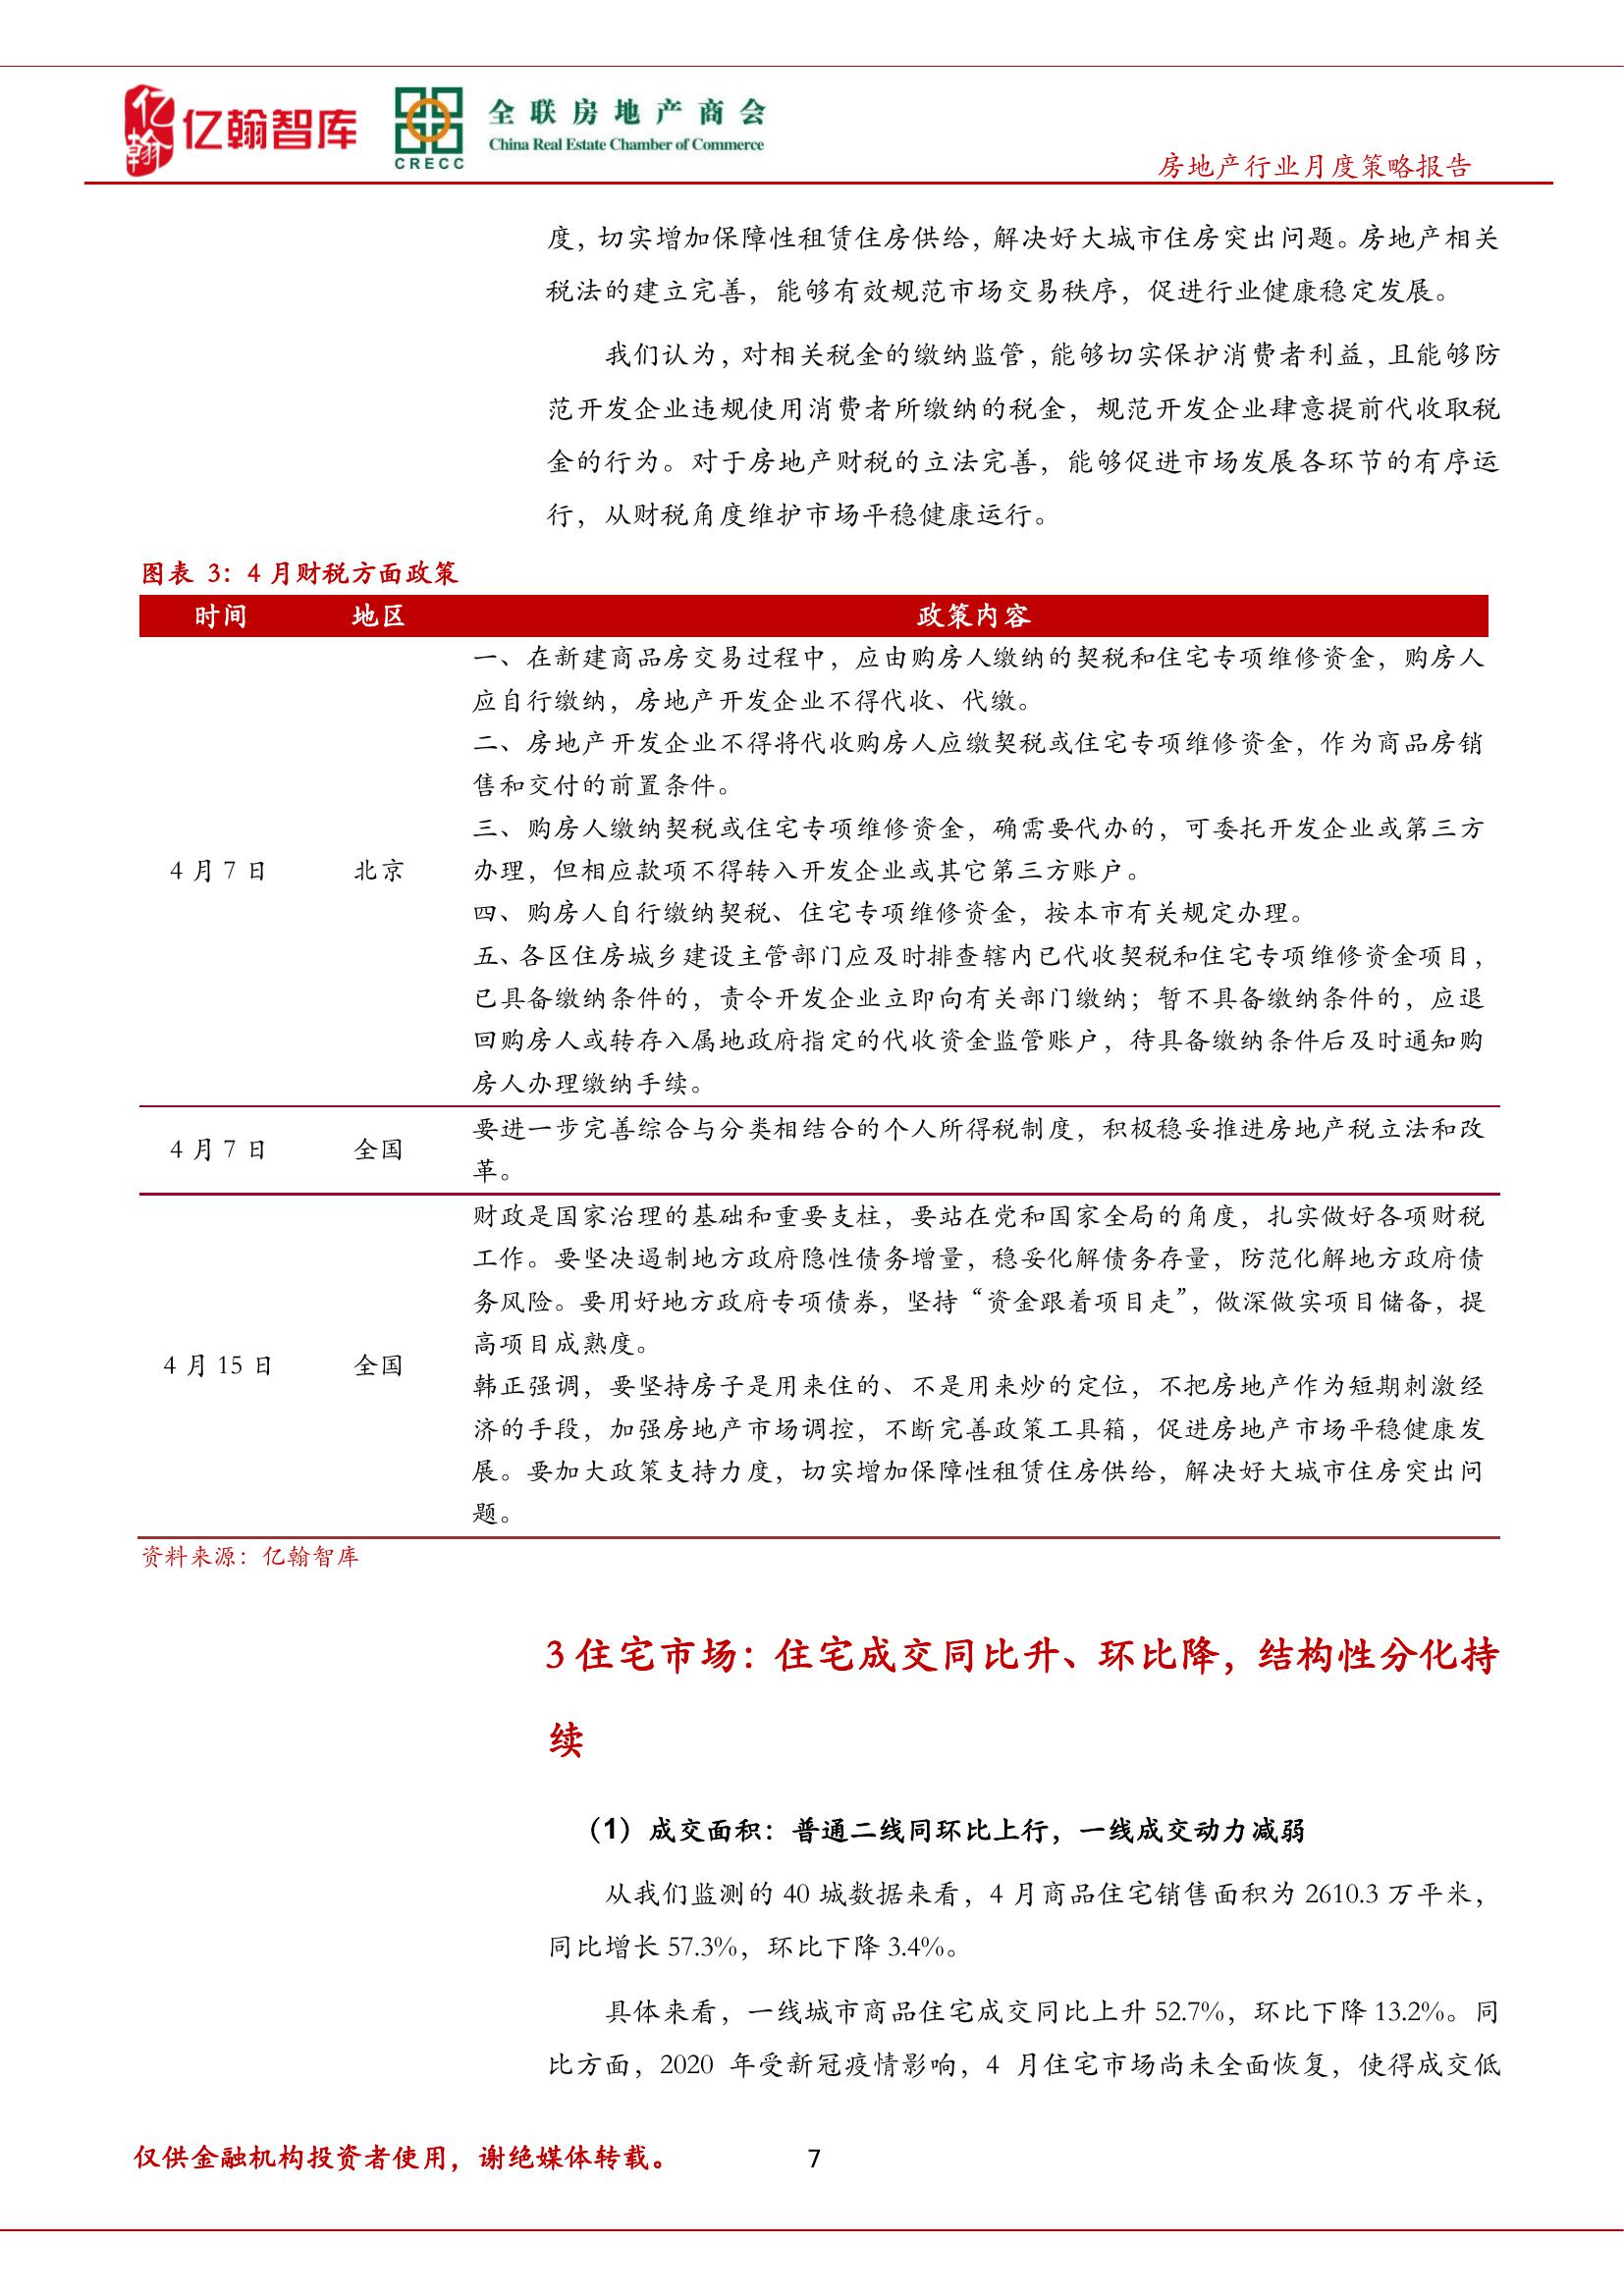 亿翰
亿翰智库
CRECC
全联房地产商会
China Real Estate Chamber of Commerce
房地产行业月度策略报告
度，切实增加保障性租赁住房供给，解决好大城市住房突出问题。房地产相关
税法的建立完善，能够有效规范市场交易秩序，促进行业健康稳定发展。
我们认为，对相关税金的缴纳监管，能够切实保护消费者利益，且能够防
范开发企业违规使用消费者所缴纳的税金，规范开发企业肆意提前代收取税
金的行为。对于房地产财税的立法完善，能够促进市场发展各环节的有序运
行，从财税角度维护市场平稳健康运行。
图表 3：4 月财税方面政策
时间 地区 政策内容
一、在新建商品房交易过程中，应由购房人缴纳的契税和住宅专项维修资金，购房人
应自行缴纳，房地产开发企业不得代收、代缴。
二、房地产开发企业不得将代收购房人应缴契税或住宅专项维修资金，作为商品房销
售和交付的前置条件。
三、购房人缴纳契税或住宅专项维修资金，确需要代办的，可委托开发企业或第三方
4 月 7 日 北京 办理，但相应款项不得转入开发企业或其它第三方账户。
四、购房人自行缴纳契税、住宅专项维修资金，按本市有关规定办理。
五、各区住房城乡建设主管部门应及时排查辖内已代收契税和住宅专项维修资金项目，
已具备缴纳条件的，责令开发企业立即向有关部门缴纳；暂不具备缴纳条件的，应退
回购房人或转存入属地政府指定的代收资金监管账户，待具备缴纳条件后及时通知购
房人办理缴纳手续。
4 月 7 日 全国 要进一步完善综合与分类相结合的个人所得税制度，积极稳妥推进房地产税立法和改
革。
财政是国家治理的基础和重要支柱，要站在党和国家全局的角度，扎实做好各项财税
工作。要坚决遏制地方政府隐性债务增量，稳妥化解债务存量，防范化解地方政府债
务风险。要用好地方政府专项债券，坚持“资金跟着项目走”，做深做实项目储备，提
高项目成熟度。
4 月 15 日 全国
韩正强调，要坚持房子是用来住的、不是用来炒的定位，不把房地产作为短期刺激经
济的手段，加强房地产市场调控，不断完善政策工具箱，促进房地产市场平稳健康发
展。要加大政策支持力度，切实增加保障性租赁住房供给，解决好大城市住房突出问
题。
资料来源：亿翰智库
3 住宅市场：住宅成交同比升、环比降，结构性分化持
续
（1）成交面积：普通二线同环比上行，一线成交动力减弱
从我们监测的 40 城数据来看，4 月商品住宅销售面积为 2610.3 万平米，
同比增长 57.3%，环比下降 3.4%。
具体来看，一线城市商品住宅成交同比上升 52.7%，环比下降 13.2%。同
比方面，2020 年受新冠疫情影响，4 月住宅市场尚未全面恢复，使得成交低
仅供金融机构投资者使用，谢绝媒体转载。
7